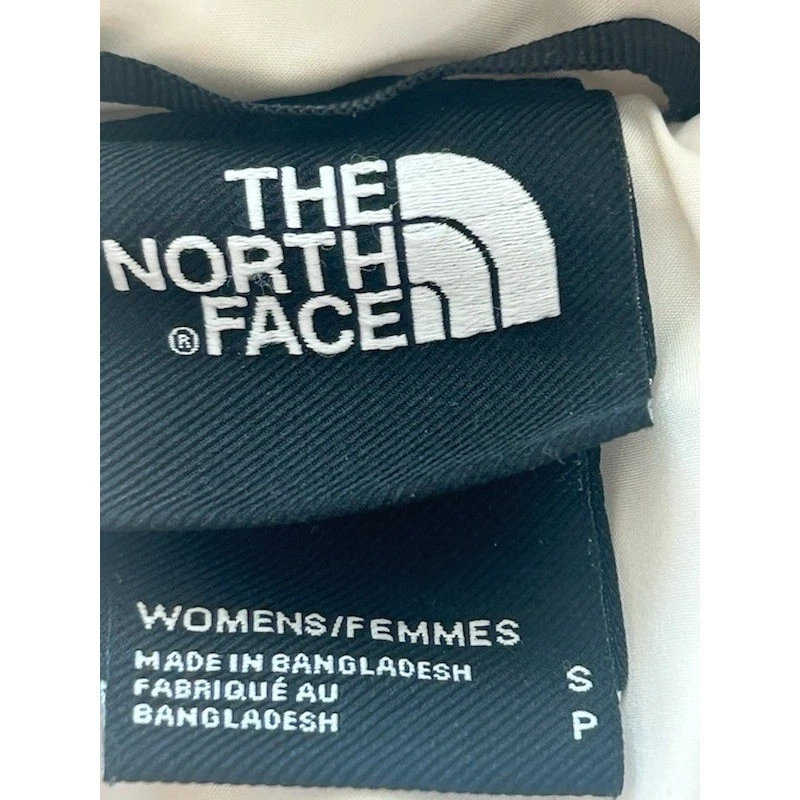 THE
NORTH
® FACE
WOMENS/FEMMES
MADE IN BANGLADESH
FABRIQUÉ AU
BANGLADESH
S
P